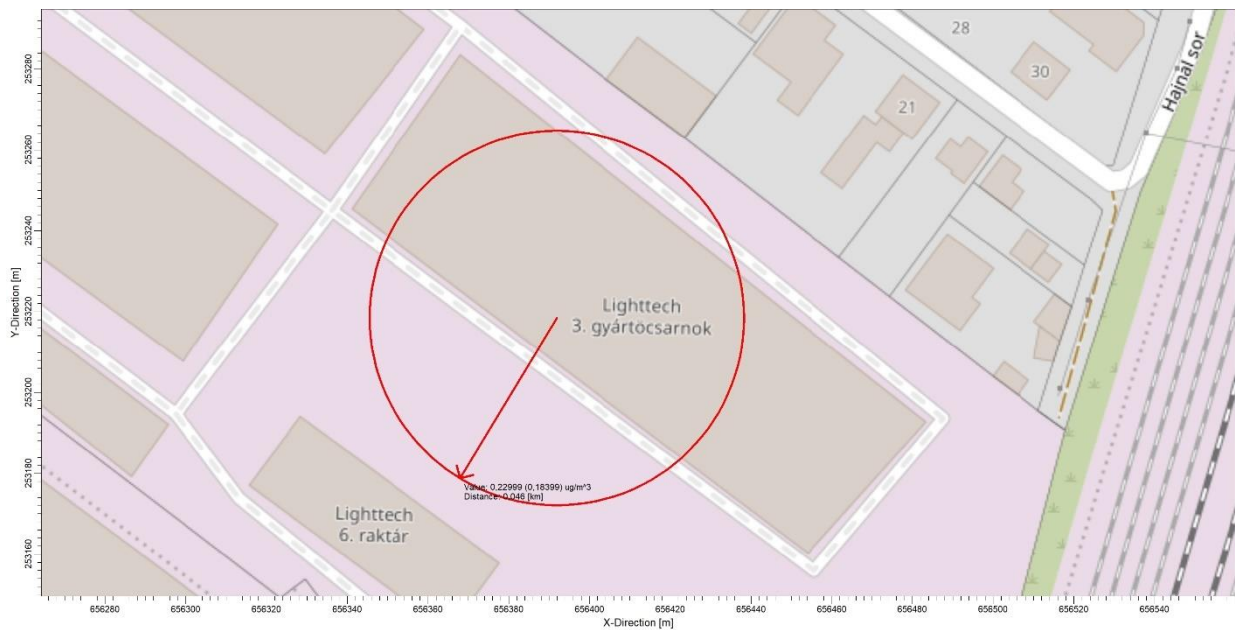 28
30
21
Hajnál sor
253280
253260
253240
253220
253200
253180
253160
Y-Direction [m]
Lighttech
3. gyártócsarnok
Value: 0,22999 (0,18399) ug/m^3
Distance: 0.046 [km]
Lighttech
6. raktár
656280
656300
656320
656340
656360
656380
656400
656420
656440
656460
656480
656500
656520
656540
X-Direction [m]